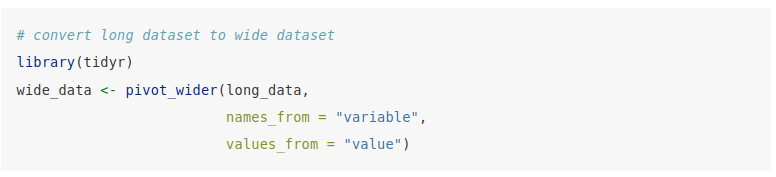 # convert long dataset to wide dataset
library(tidyr)
wide_data <- pivot_wider(long_data,
                         names_from = "variable",
                         values_from = "value")